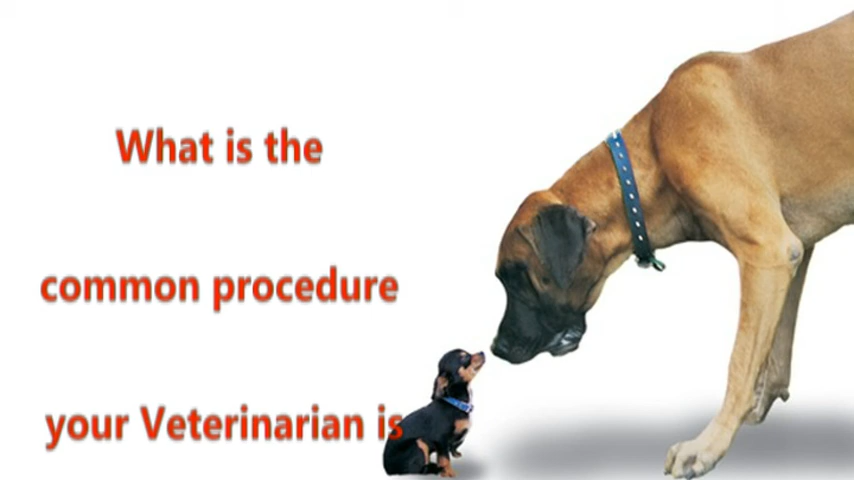 What is the
common procedure
your Veterinarian is